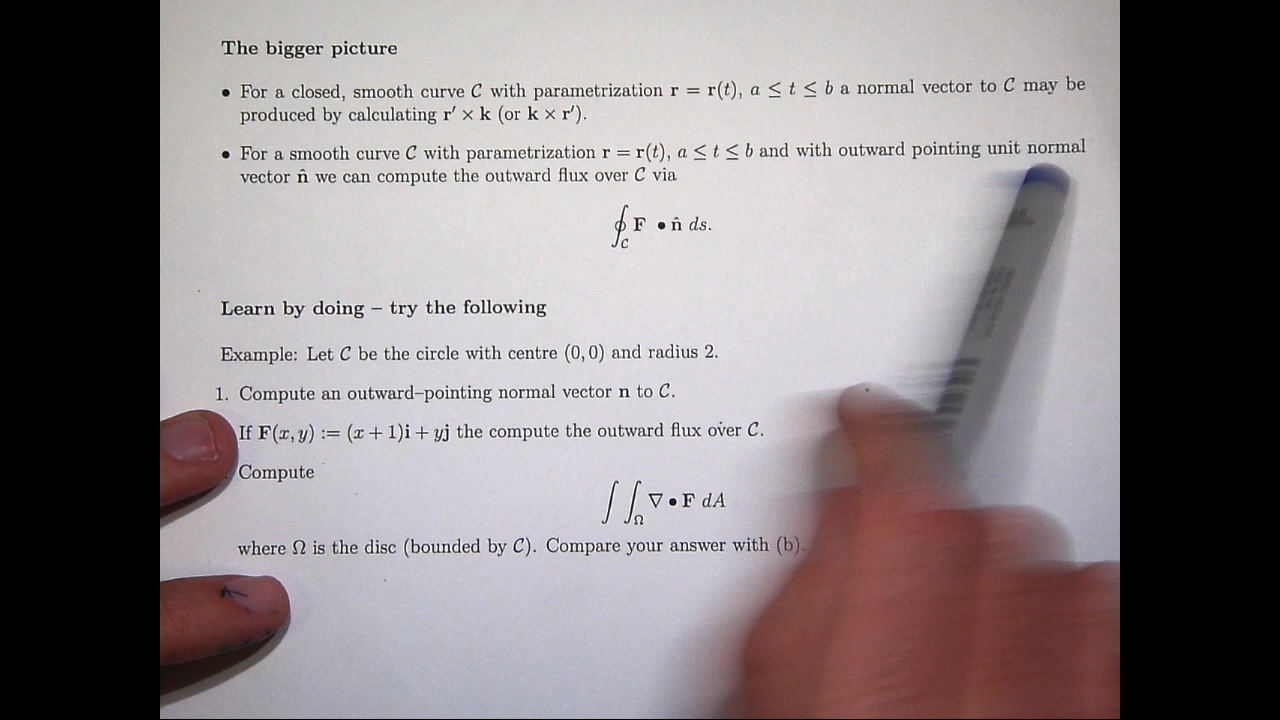 The bigger picture
• For a closed, smooth curve C with parametrization r = r(t), a ≤ t ≤ b a normal vector to C may be
produced by calculating r′ × k (or k × r′).
• For a smooth curve C with parametrization r = r(t), a ≤ t ≤ b and with outward pointing unit normal
vector n̂ we can compute the outward flux over C via
∮_C F • n̂ ds.
Learn by doing – try the following
Example: Let C be the circle with centre (0, 0) and radius 2.
1. Compute an outward–pointing normal vector n to C.
If F(x, y) := (x + 1)i + yj the compute the outward flux over C.
Compute
∫∫_Ω ∇ • F dA
where Ω is the disc (bounded by C). Compare your answer with (b).